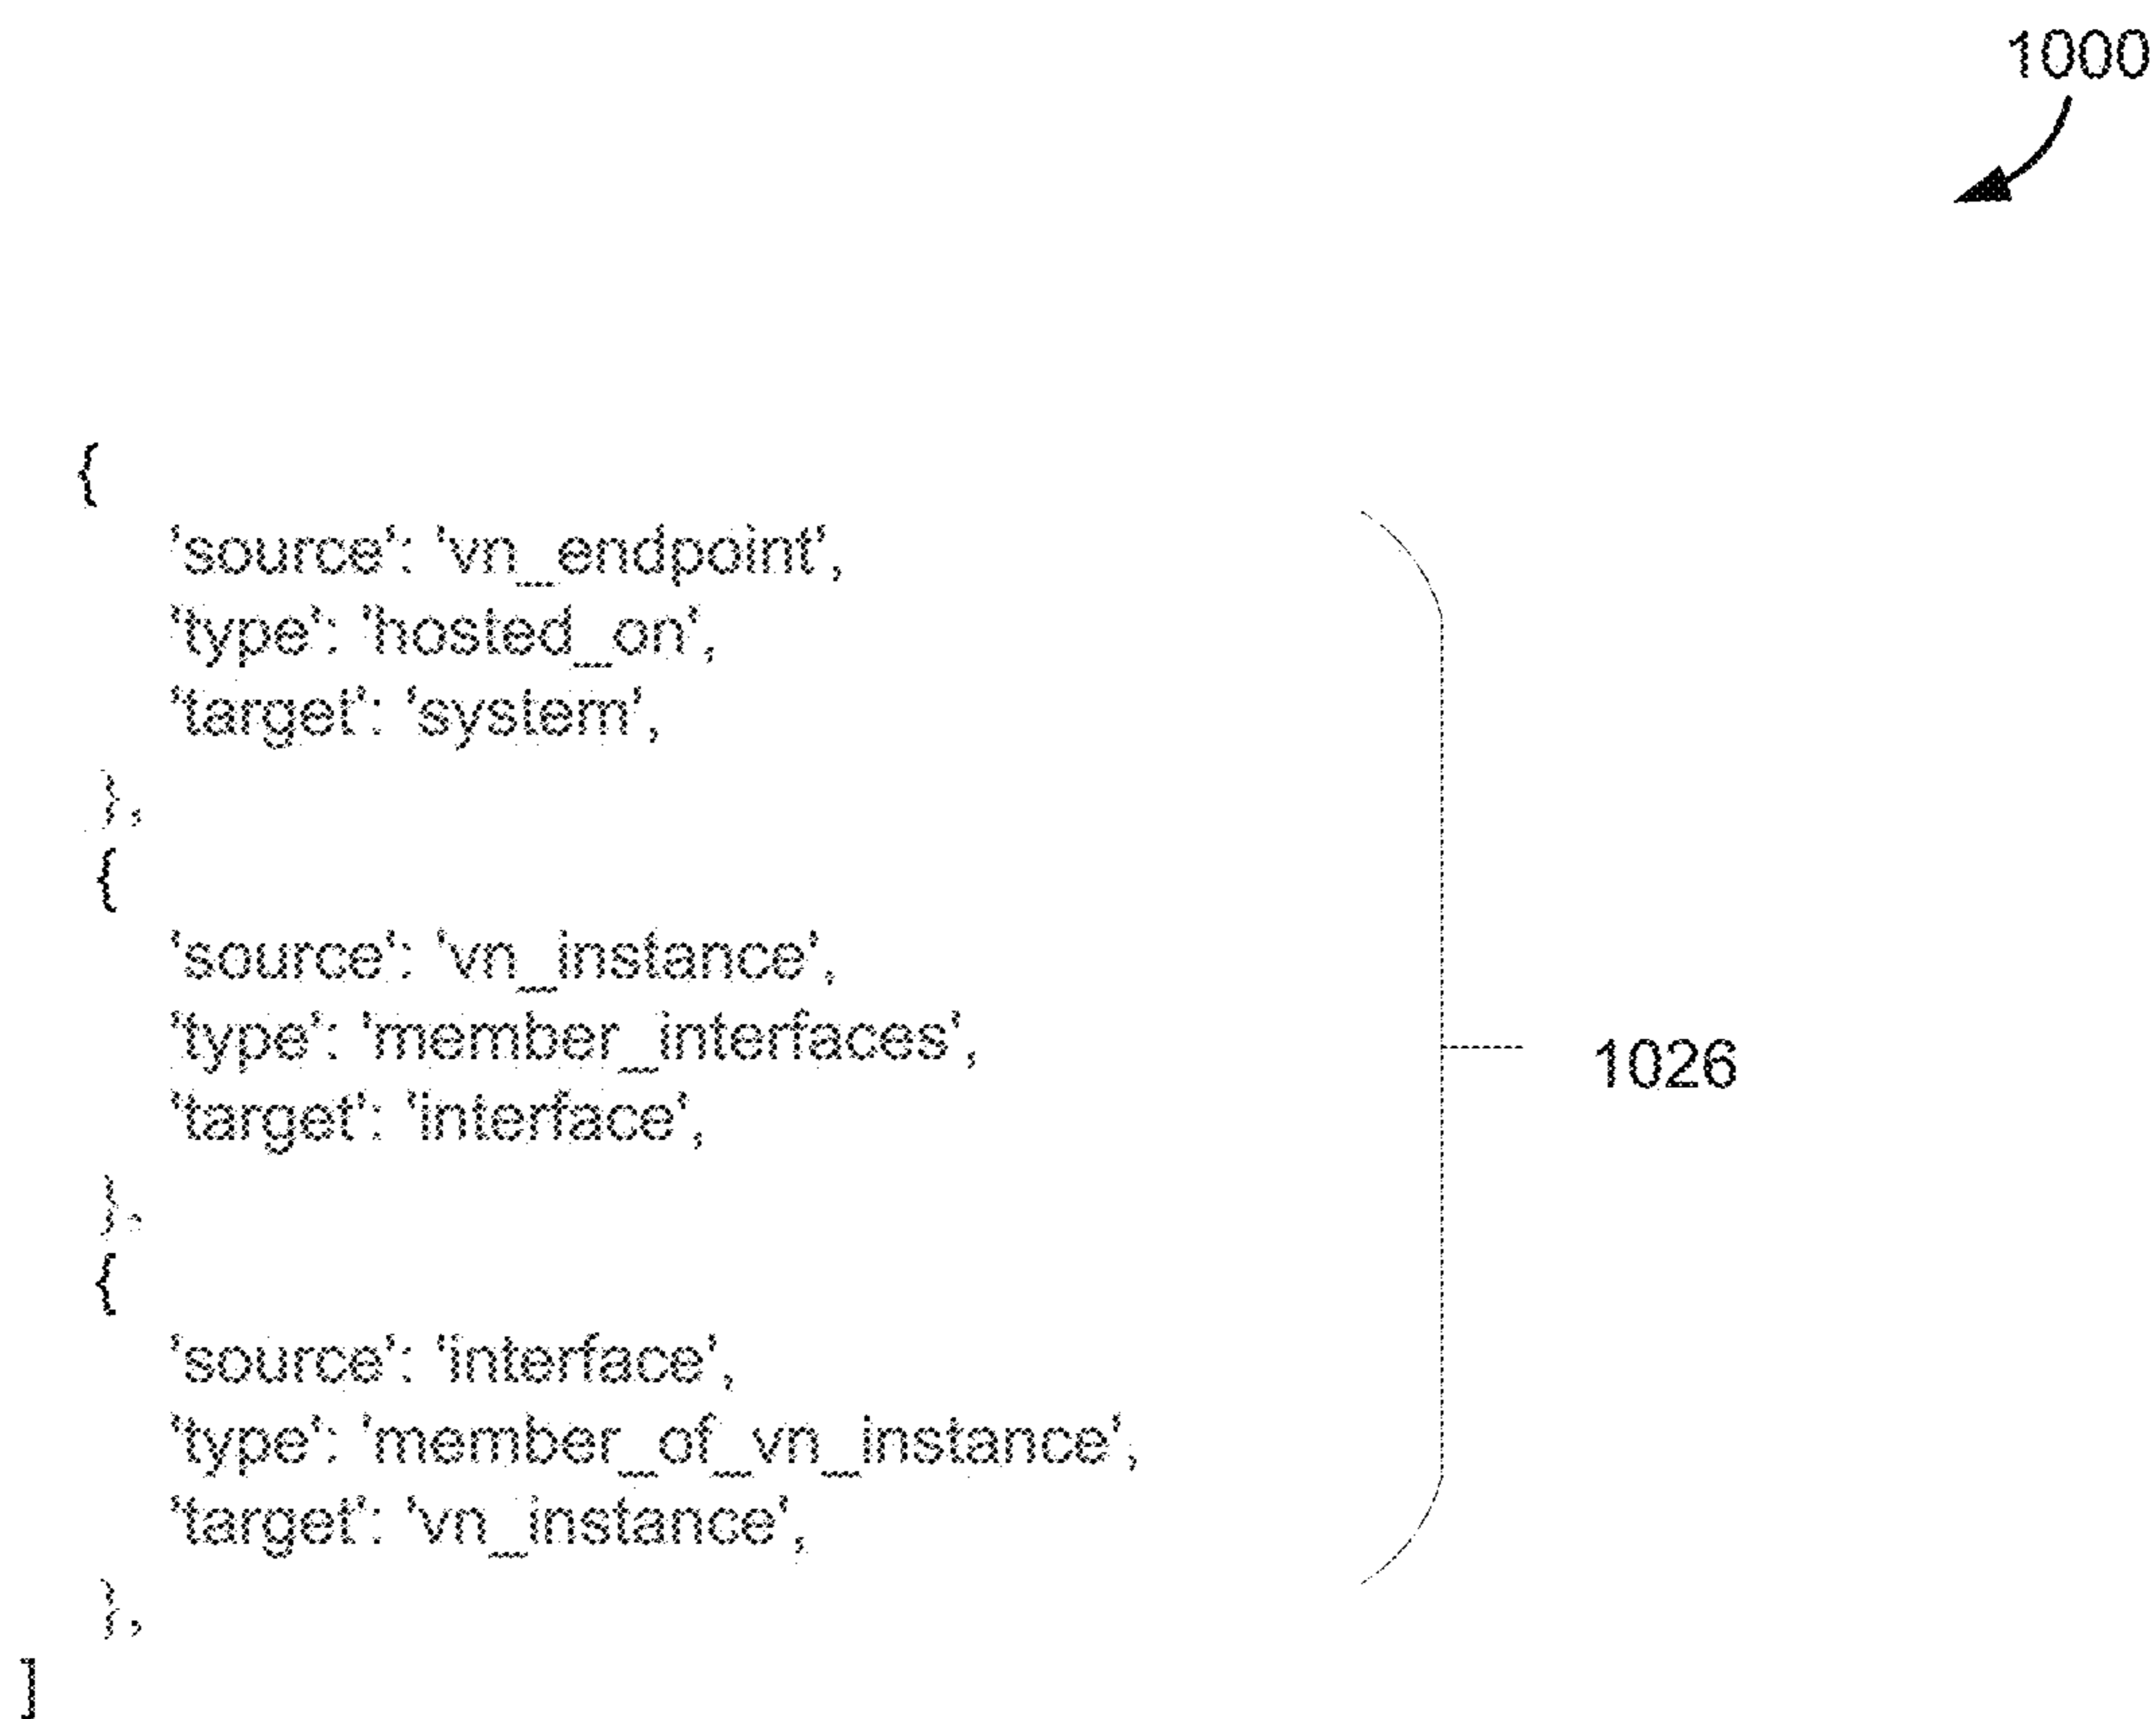 1000
{
'source': 'vn_endpoint',
'type': 'hosted_on',
'target': 'system',
},
{
'source': 'vn_instance',
'type': 'member_interfaces',
'target': 'interface',
},
{
'source': 'interface',
'type': 'member_of_vn_instance',
'target': 'vn_instance',
},
]
1026